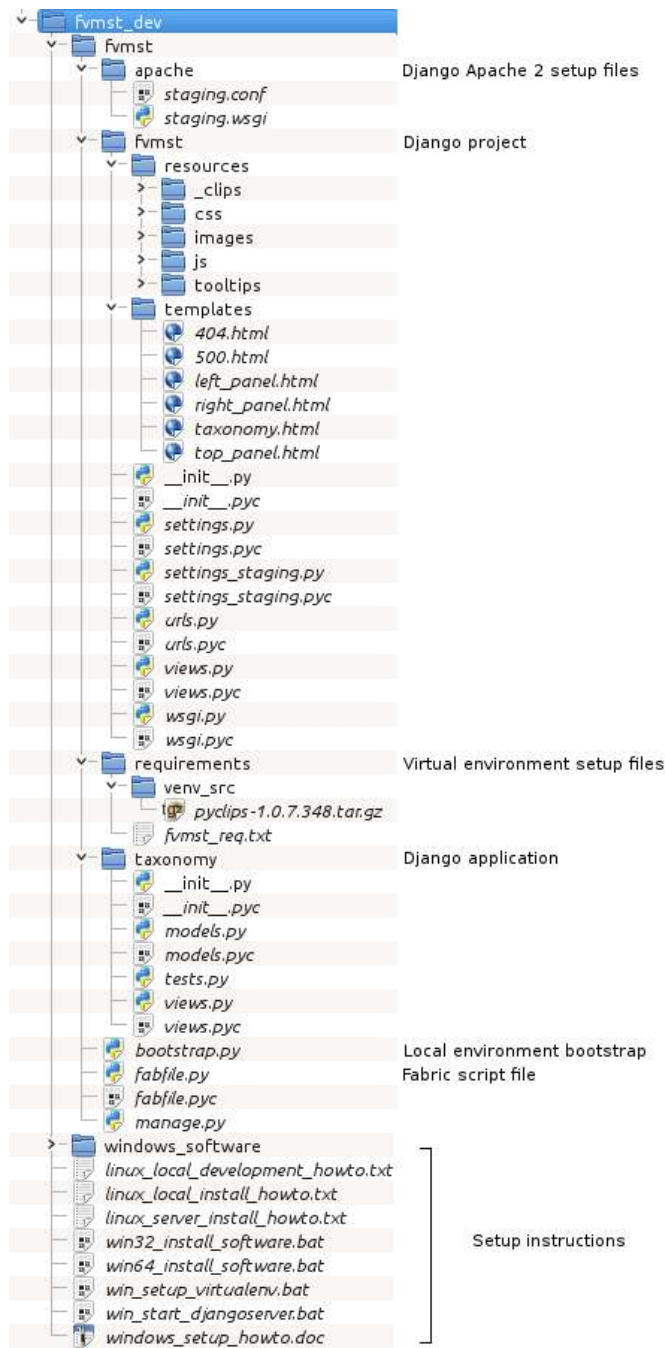 fvmst_dev
fvmst
apache Django Apache 2 setup files
staging.conf
staging.wsgi
fvmst Django project
resources
_clips
css
images
js
tooltips
templates
404.html
500.html
left_panel.html
right_panel.html
taxonomy.html
top_panel.html
__init__.py
__init__.pyc
settings.py
settings.pyc
settings_staging.py
settings_staging.pyc
urls.py
urls.pyc
views.py
views.pyc
wsgi.py
wsgi.pyc
requirements Virtual environment setup files
venv_src
pyclips-1.0.7.348.tar.gz
fvmst_req.txt
taxonomy Django application
__init__.py
__init__.pyc
models.py
models.pyc
tests.py
views.py
views.pyc
bootstrap.py Local environment bootstrap
fabfile.py Fabric script file
fabfile.pyc
manage.py
windows_software
linux_local_development_howto.txt
linux_local_install_howto.txt
linux_server_install_howto.txt
win32_install_software.bat Setup instructions
win64_install_software.bat
win_setup_virtualenv.bat
win_start_djangoserver.bat
windows_setup_howto.doc